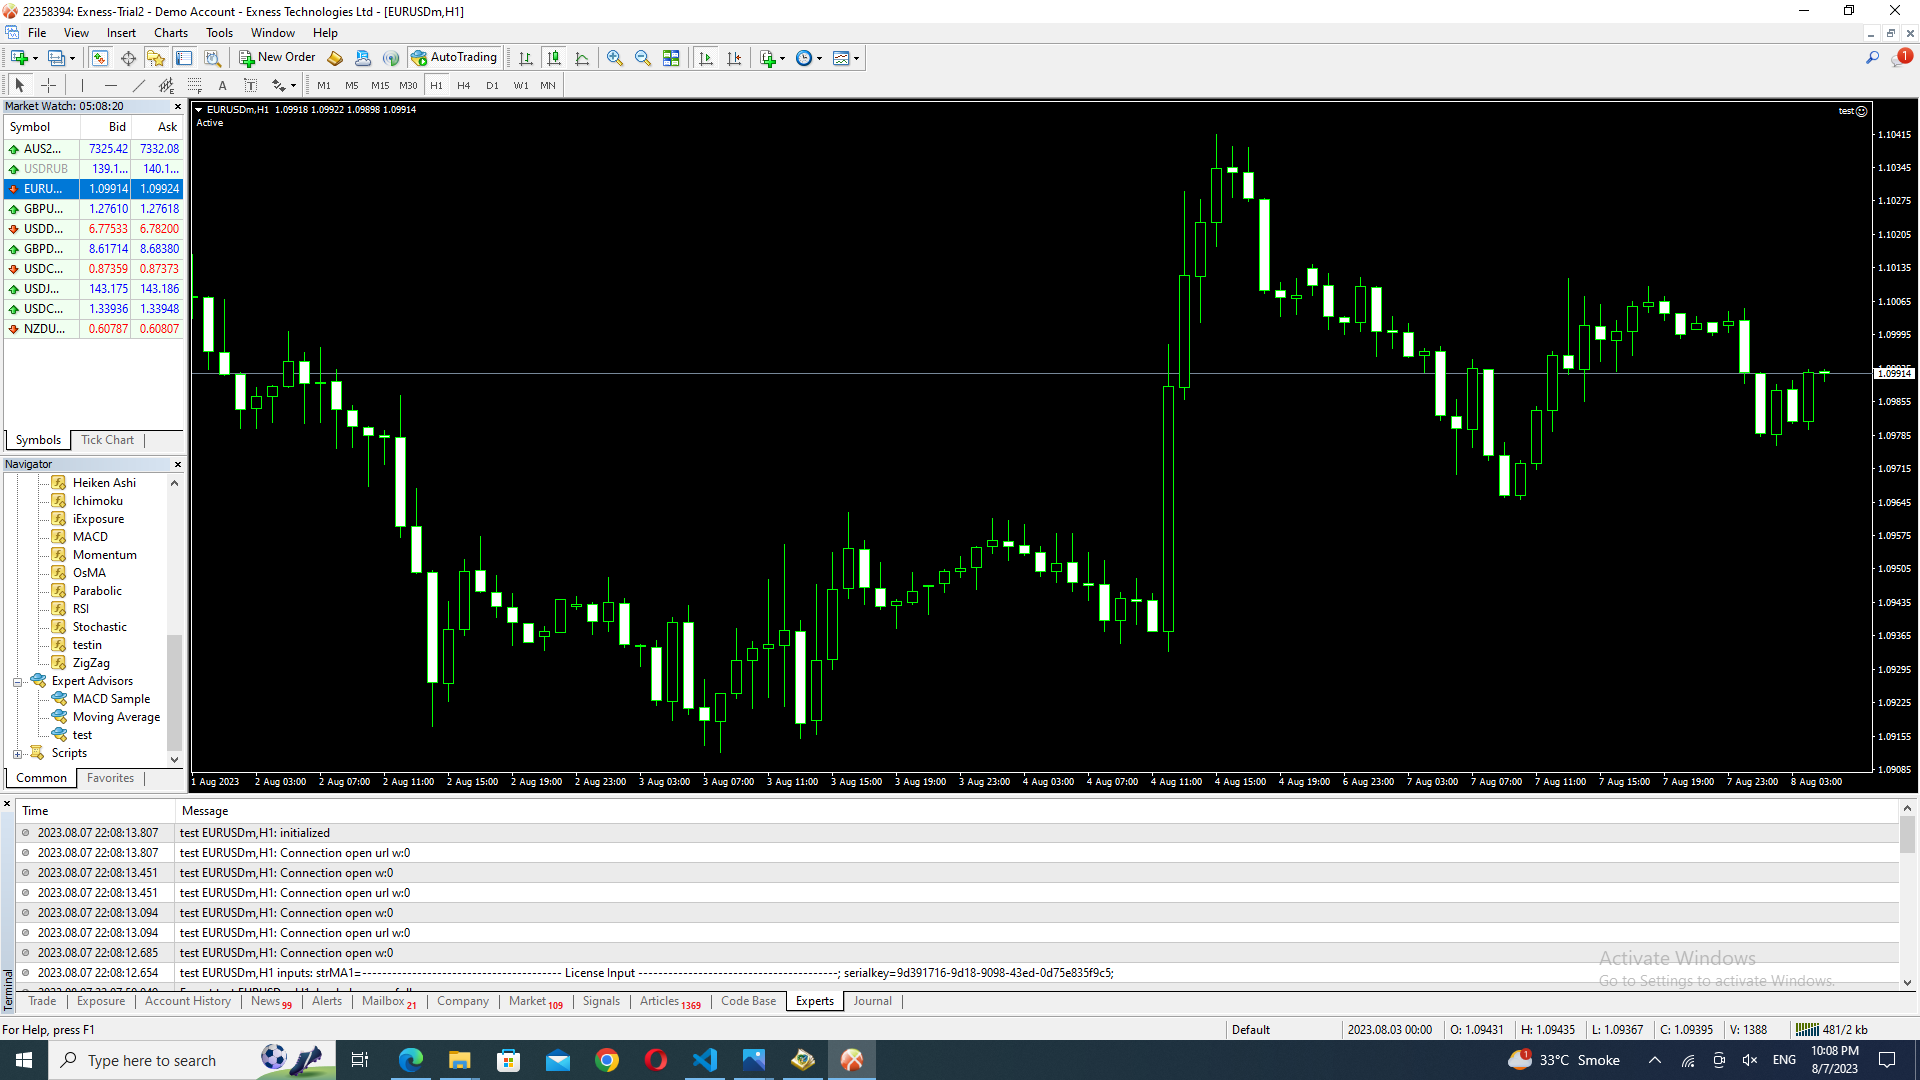 22358394: Exness-Trial2 - Demo Account - Exness Technologies Ltd - [EURUSDm,H1]
File View Insert Charts Tools Window Help
New Order AutoTrading 1
A T M1 M5 M15 M30 H1 H4 D1 W1 MN
Market Watch: 05:08:20
Symbol Bid Ask
AUS2... 7325.42 7332.08
USDRUB 139.1... 140.1...
EURU... 1.09914 1.09924
GBPU... 1.27610 1.27618
USDD... 6.77533 6.78200
GBPD... 8.61714 8.68380
USDC... 0.87359 0.87373
USDJ... 143.175 143.186
USDC... 1.33936 1.33948
NZDU... 0.60787 0.60807
Symbols Tick Chart
Navigator
Heiken Ashi
Ichimoku
iExposure
MACD
Momentum
OsMA
Parabolic
RSI
Stochastic
testin
ZigZag
Expert Advisors
MACD Sample
Moving Average
test
Scripts
Common Favorites
EURUSDm,H1 1.09918 1.09922 1.09898 1.09914
Active
test
1.10415
1.10345
1.10275
1.10205
1.10135
1.10065
1.09995
1.09914
1.09855
1.09785
1.09715
1.09645
1.09575
1.09505
1.09435
1.09365
1.09295
1.09225
1.09155
1.09085
1 Aug 2023 2 Aug 03:00 2 Aug 07:00 2 Aug 11:00 2 Aug 15:00 2 Aug 19:00 2 Aug 23:00 3 Aug 03:00 3 Aug 07:00 3 Aug 11:00 3 Aug 15:00 3 Aug 19:00 3 Aug 23:00 4 Aug 03:00 4 Aug 07:00 4 Aug 11:00 4 Aug 15:00 4 Aug 19:00 6 Aug 23:00 7 Aug 03:00 7 Aug 07:00 7 Aug 11:00 7 Aug 15:00 7 Aug 19:00 7 Aug 23:00 8 Aug 03:00
Time Message
2023.08.07 22:08:13.807 test EURUSDm,H1: initialized
2023.08.07 22:08:13.807 test EURUSDm,H1: Connection open url w:0
2023.08.07 22:08:13.451 test EURUSDm,H1: Connection open w:0
2023.08.07 22:08:13.451 test EURUSDm,H1: Connection open url w:0
2023.08.07 22:08:13.094 test EURUSDm,H1: Connection open w:0
2023.08.07 22:08:13.094 test EURUSDm,H1: Connection open url w:0
2023.08.07 22:08:12.685 test EURUSDm,H1: Connection open w:0
2023.08.07 22:08:12.654 test EURUSDm,H1 inputs: strMA1=---------------------------------------- License Input ----------------------------------------; serialkey=9d391716-9d18-9098-43ed-0d75e835f9c5;
Activate Windows
Go to Settings to activate Windows.
Terminal
Trade Exposure Account History News 99 Alerts Mailbox 21 Company Market 109 Signals Articles 1369 Code Base Experts Journal
For Help, press F1 Default 2023.08.03 00:00 O: 1.09431 H: 1.09435 L: 1.09367 C: 1.09395 V: 1388 481/2 kb
Type here to search 1 33°C Smoke ENG 10:08 PM
8/7/2023